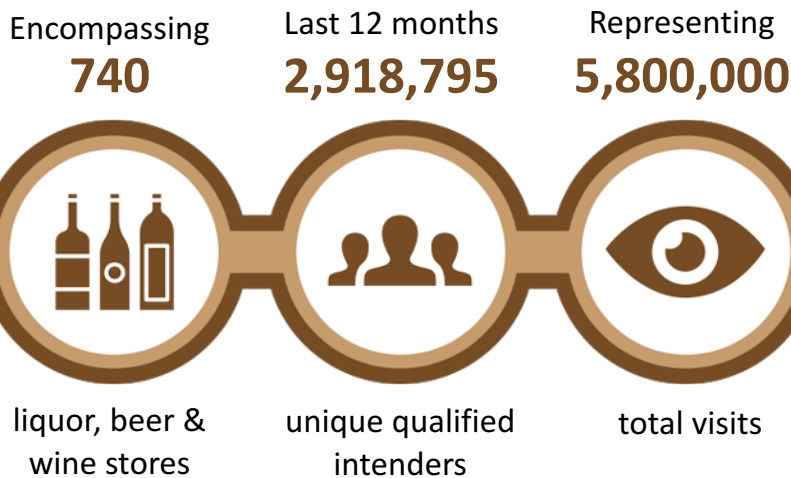 Encompassing
740
liquor, beer &
wine stores
Last 12 months
2,918,795
unique qualified
intenders
Representing
5,800,000
total visits